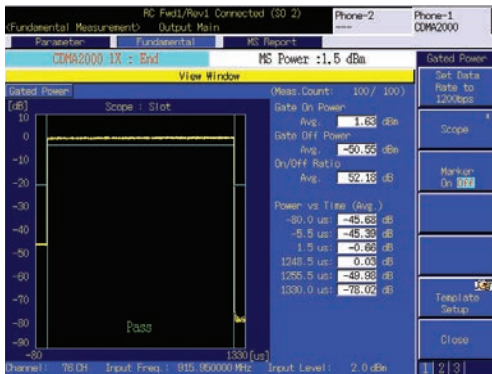 RC Fwd1/Rev1 Connected (SO 2)
<Fundamental Measurement> Output Main
Phone-2
----
Phone-1
CDMA2000
Parameter Fundamental MS Report
CDMA2000 1X : End MS Power :1.5 dBm
Gated Power
View Window
Gated Power (Meas.Count: 100/ 100)
[dB] Scope : Slot
10
0
-10
-20
-30
-40
-50
-60
-70
-80
-90
-80 1330 [us]
Pass
Gate On Power
Avg. 1.63 dBm
Gate Off Power
Avg. -50.55 dBm
On/Off Ratio
Avg. 52.18 dB
Power vs Time (Avg.)
-80.0 us: -45.68 dB
-5.5 us: -45.39 dB
1.5 us: -0.66 dB
1248.5 us: 0.03 dB
1255.5 us: -49.98 dB
1330.0 us: -78.02 dB
Channel: 76 CH Input Freq.: 915.950000 MHz Input Level: 2.0 dBm
Set Data
Rate to
1200bps
Scope
Marker
On Off
Template
Setup
Close
1 2 3